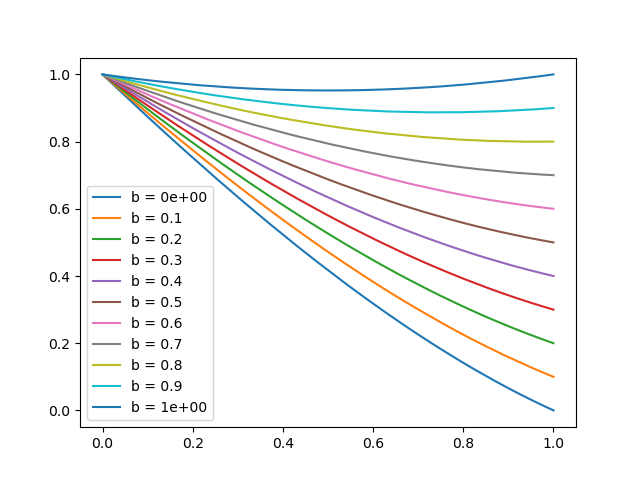 1.0
0.8
0.6
0.4
0.2
0.0
b = 0e+00
b = 0.1
b = 0.2
b = 0.3
b = 0.4
b = 0.5
b = 0.6
b = 0.7
b = 0.8
b = 0.9
b = 1e+00
0.0 0.2 0.4 0.6 0.8 1.0